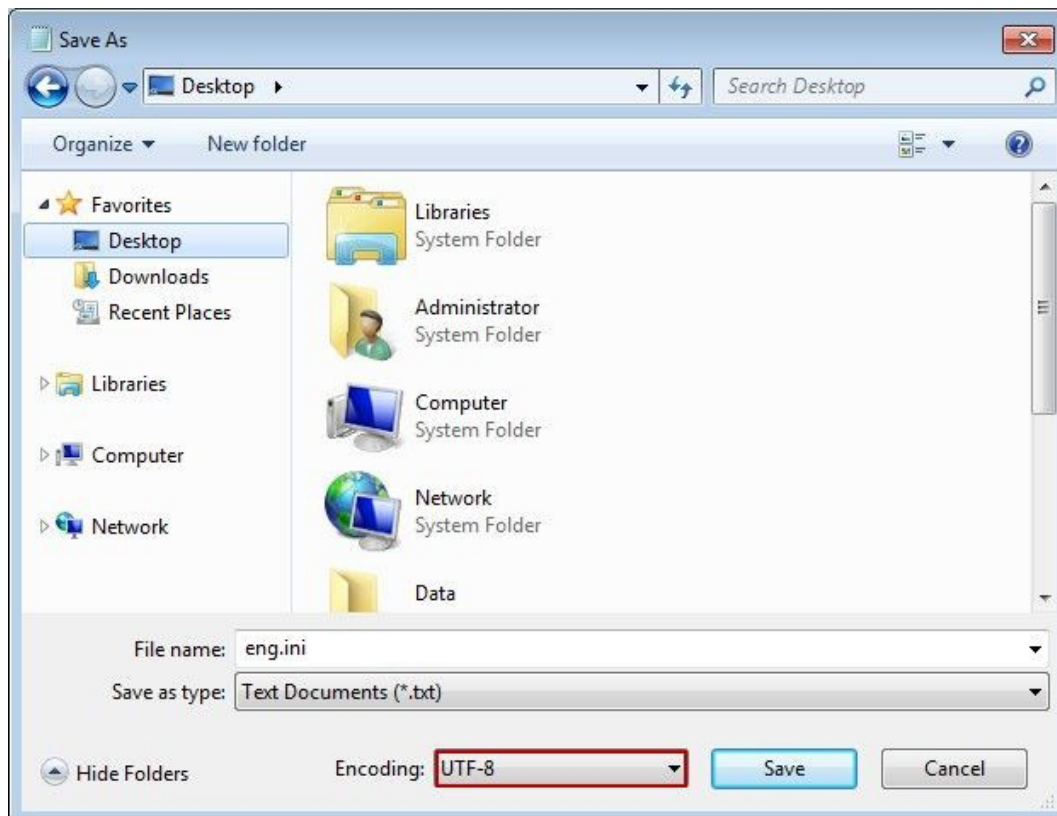 Save As
Desktop
Search Desktop
Organize New folder
Favorites
Desktop
Downloads
Recent Places
Libraries
Computer
Network
Libraries
System Folder
Administrator
System Folder
Computer
System Folder
Network
System Folder
Data
File name: eng.ini
Save as type: Text Documents (*.txt)
Hide Folders Encoding: UTF-8 Save Cancel